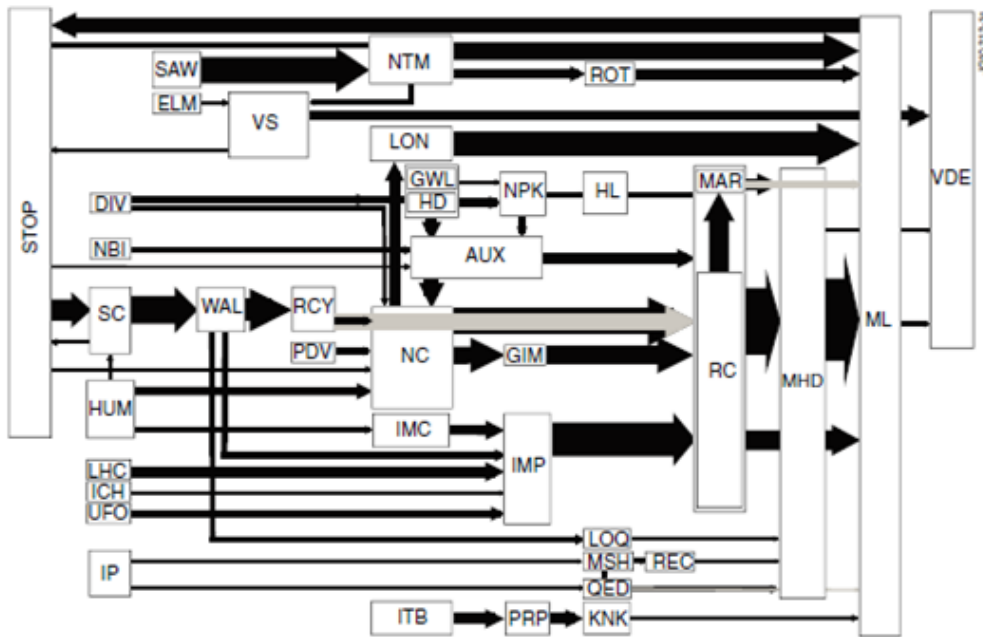 STOP
SAW
NTM
ROT
ELM
VS
LON
ML
VDE
GWL
HD
NPK
HL
MAR
DIV
NBI
AUX
SC
WAL
RCY
PDV
NC
GIM
RC
MHD
HUM
IMC
IMP
LHC
ICH
UFO
LOQ
MSH
REC
IP
QED
ITB
PRP
KNK